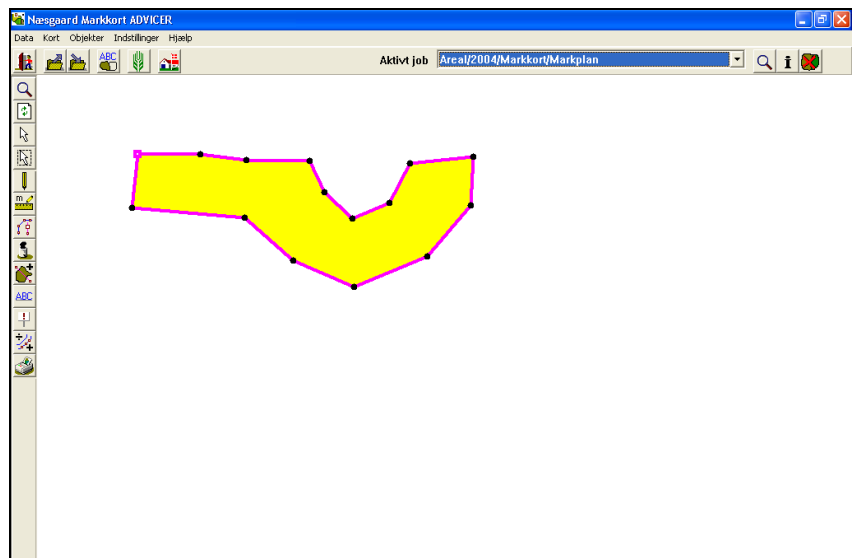 Næsgaard Markkort ADVICER
Data Kort Objekter Indstillinger Hjælp
ABC
Aktivt job Areal/2004/Markkort/Markplan
i
m
ABC